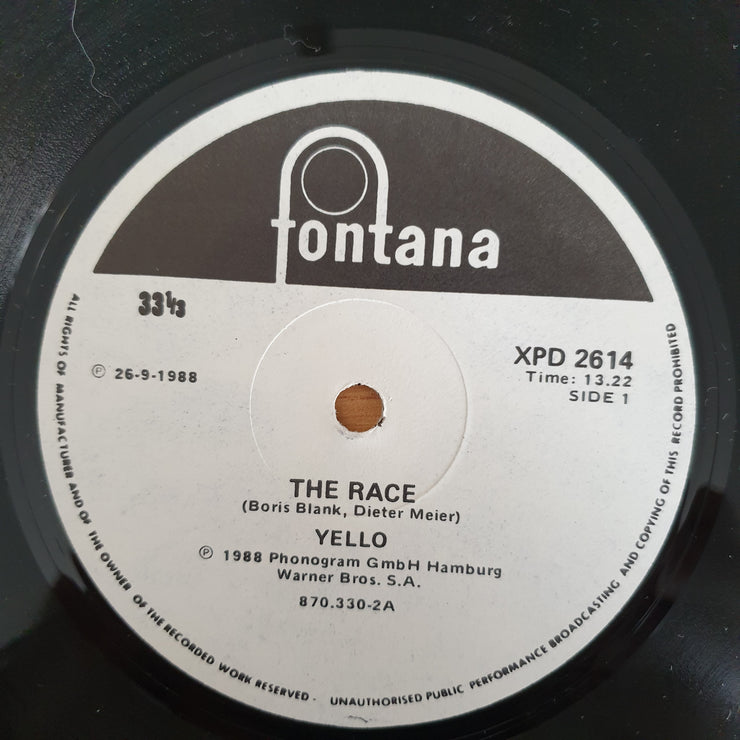 fontana
33⅓
℗ 26-9-1988
XPD 2614
Time: 13.22
SIDE 1
THE RACE
(Boris Blank, Dieter Meier)
YELLO
℗ 1988 Phonogram GmbH Hamburg
Warner Bros. S.A.
870.330-2A
ALL RIGHTS OF MANUFACTURER AND OF THE OWNER OF THE RECORDED WORK RESERVED - UNAUTHORISED PUBLIC PERFORMANCE BROADCASTING AND COPYING OF THIS RECORD PROHIBITED